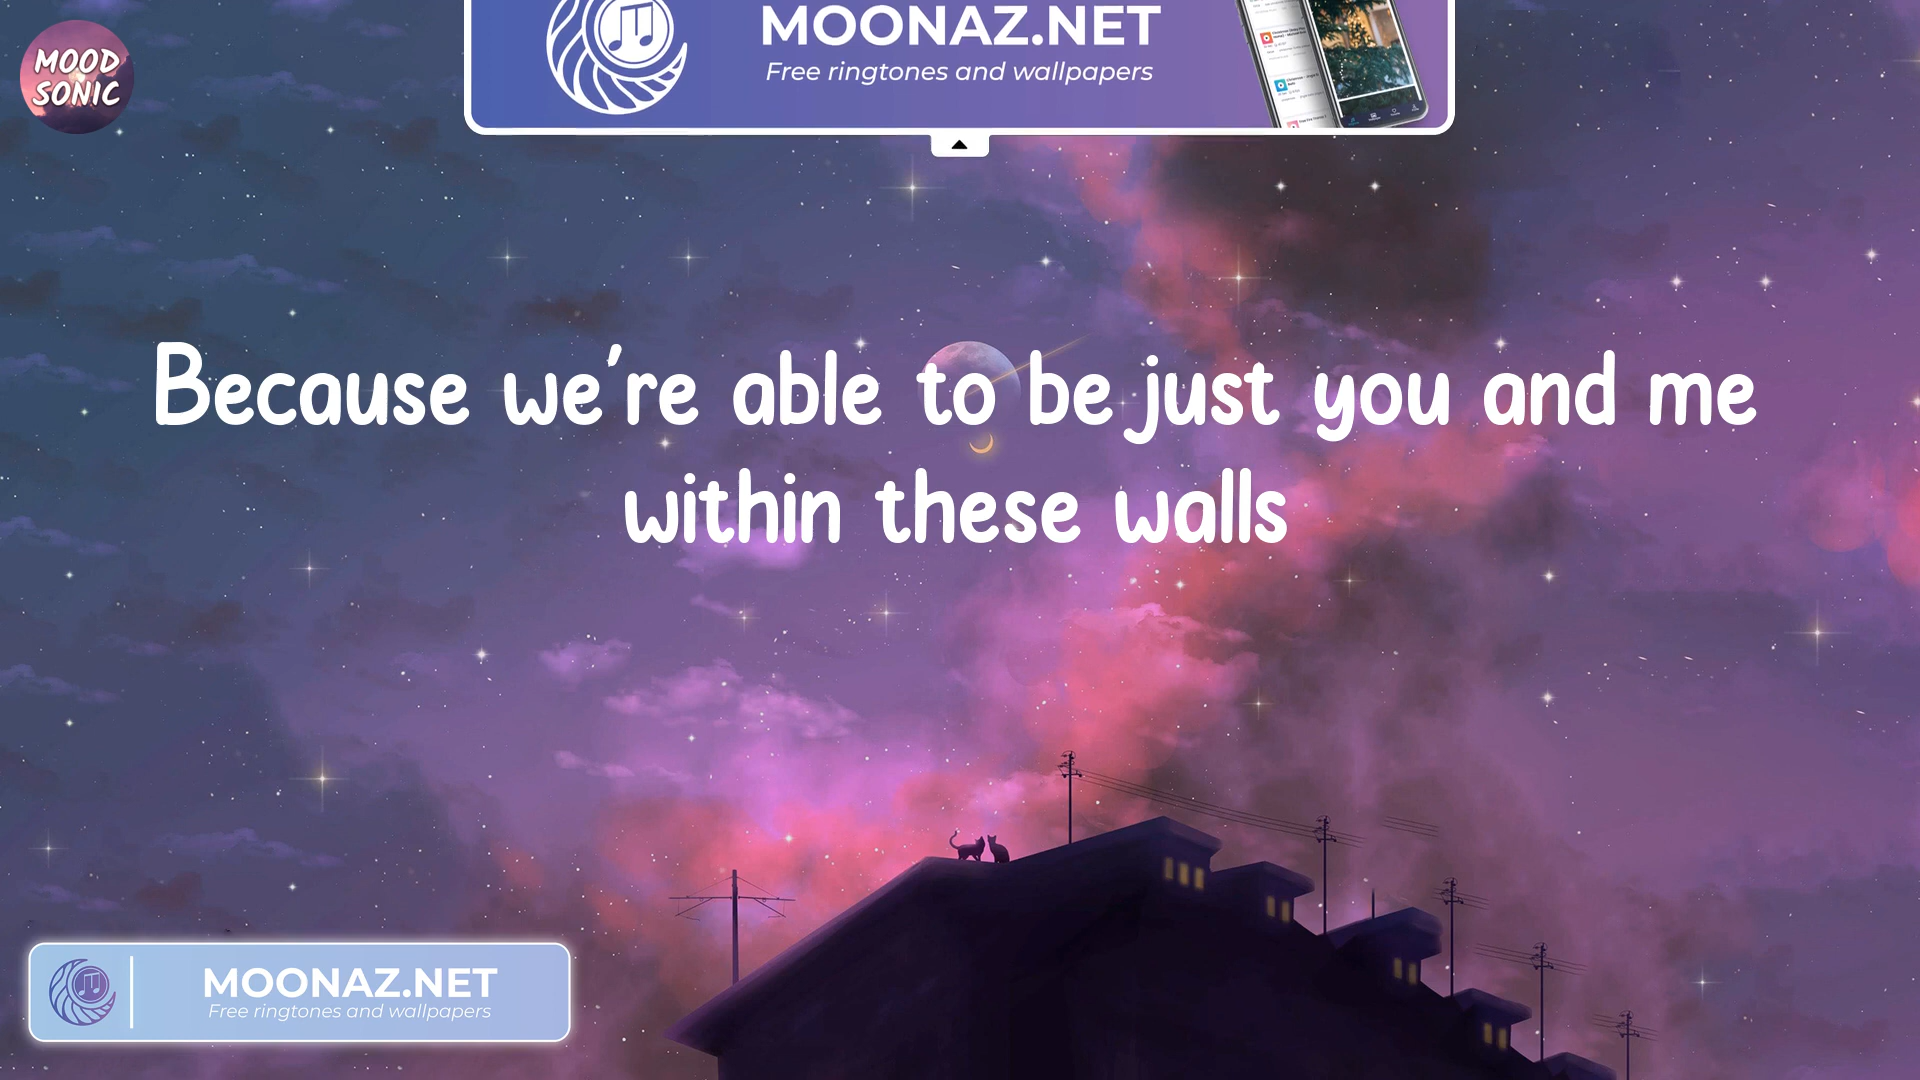 MOOD
SONIC
MOONAZ.NET
Free ringtones and wallpapers
Because we're able to be just you and me
within these walls
MOONAZ.NET
Free ringtones and wallpapers